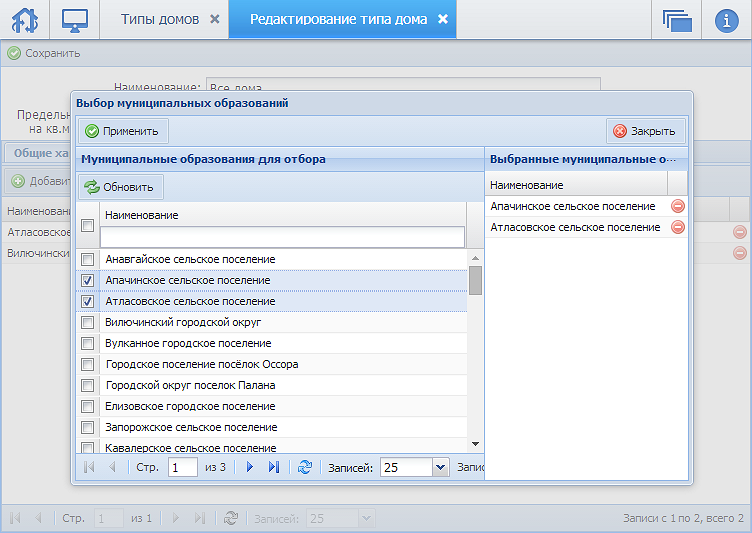 Типы домов
Редактирование типа дома
Сохранить
Наименование: Все дома
на кв.м
Выбор муниципальных образований
Применить
Закрыть
Муниципальные образования для отбора
Обновить
Наименование
Анавгайское сельское поселение
Апачинское сельское поселение
Атласовское сельское поселение
Вилючинский городской округ
Вулканное городское поселение
Городское поселение посёлок Оссора
Городской округ поселок Палана
Елизовское городское поселение
Запорожское сельское поселение
Кавалерское сельское поселение
Стр. 1 из 3
Записей: 25
Выбранные муниципальные о...
Наименование
Апачинское сельское поселение
Атласовское сельское поселение
Предельн
Общие ха
Добавит
Наименован
Атласовское
Вилючински
Стр. 1 из 1
Записей: 25
Записи с 1 по 2, всего 2